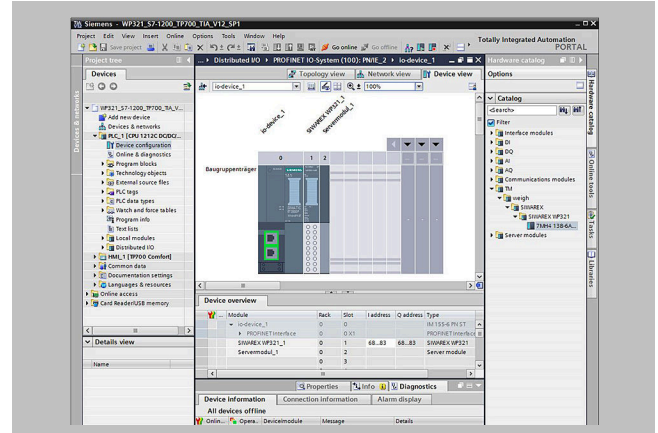 Siemens - WP321_S7-1200_TP700_TIA_V12_SP1
Project Edit View Insert Online Options Tools Window Help
Totally Integrated Automation
PORTAL
Save project
Go online
Go offline
Project tree
... Distributed I/O IO-System (100): PN/IE_2 io-device_1
Hardware catalog
Devices
Topology view
Network view
Device view
Options
io-device_1
100%
Catalog
<Search>
Filter
WP321_S7-1200_TP700_TIA_V...
Add new device
Devices & networks
PLC_1 [CPU 1212C DC/DC/...
Device configuration
Online & diagnostics
Program blocks
Technology objects
External source files
PLC tags
PLC data types
Watch and force tables
Program info
Text lists
Local modules
Distributed I/O
HMI_1 [TP700 Comfort]
Common data
Documentation settings
Languages & resources
Online access
Card Reader/USB memory
Details view
Name
io-device_1
SIWAREX WP321_1
Servermodul_1
0 1 2
Baugruppenträger
Interface modules
DI
DQ
AI
AQ
Communications modules
TM
weigh
SIWAREX
SIWAREX WP321
7MH4 138-6A...
Server modules
Hardware catalog
Online tools
Tasks
Libraries
Devices & networks
Device overview
... Module Rack Slot I address Q address Type
io-device_1 0 0 IM 155-6 PN ST
PROFINET Interface 0 0 X1 PROFINET Interface
SIWAREX WP321_1 0 1 68...83 68...83 SIWAREX WP321
Servermodul_1 0 2 Server module
0 3
Properties
Info
Diagnostics
Device information
Connection information
Alarm display
All devices offline
Onlin... Opera.. Device/module Message Details